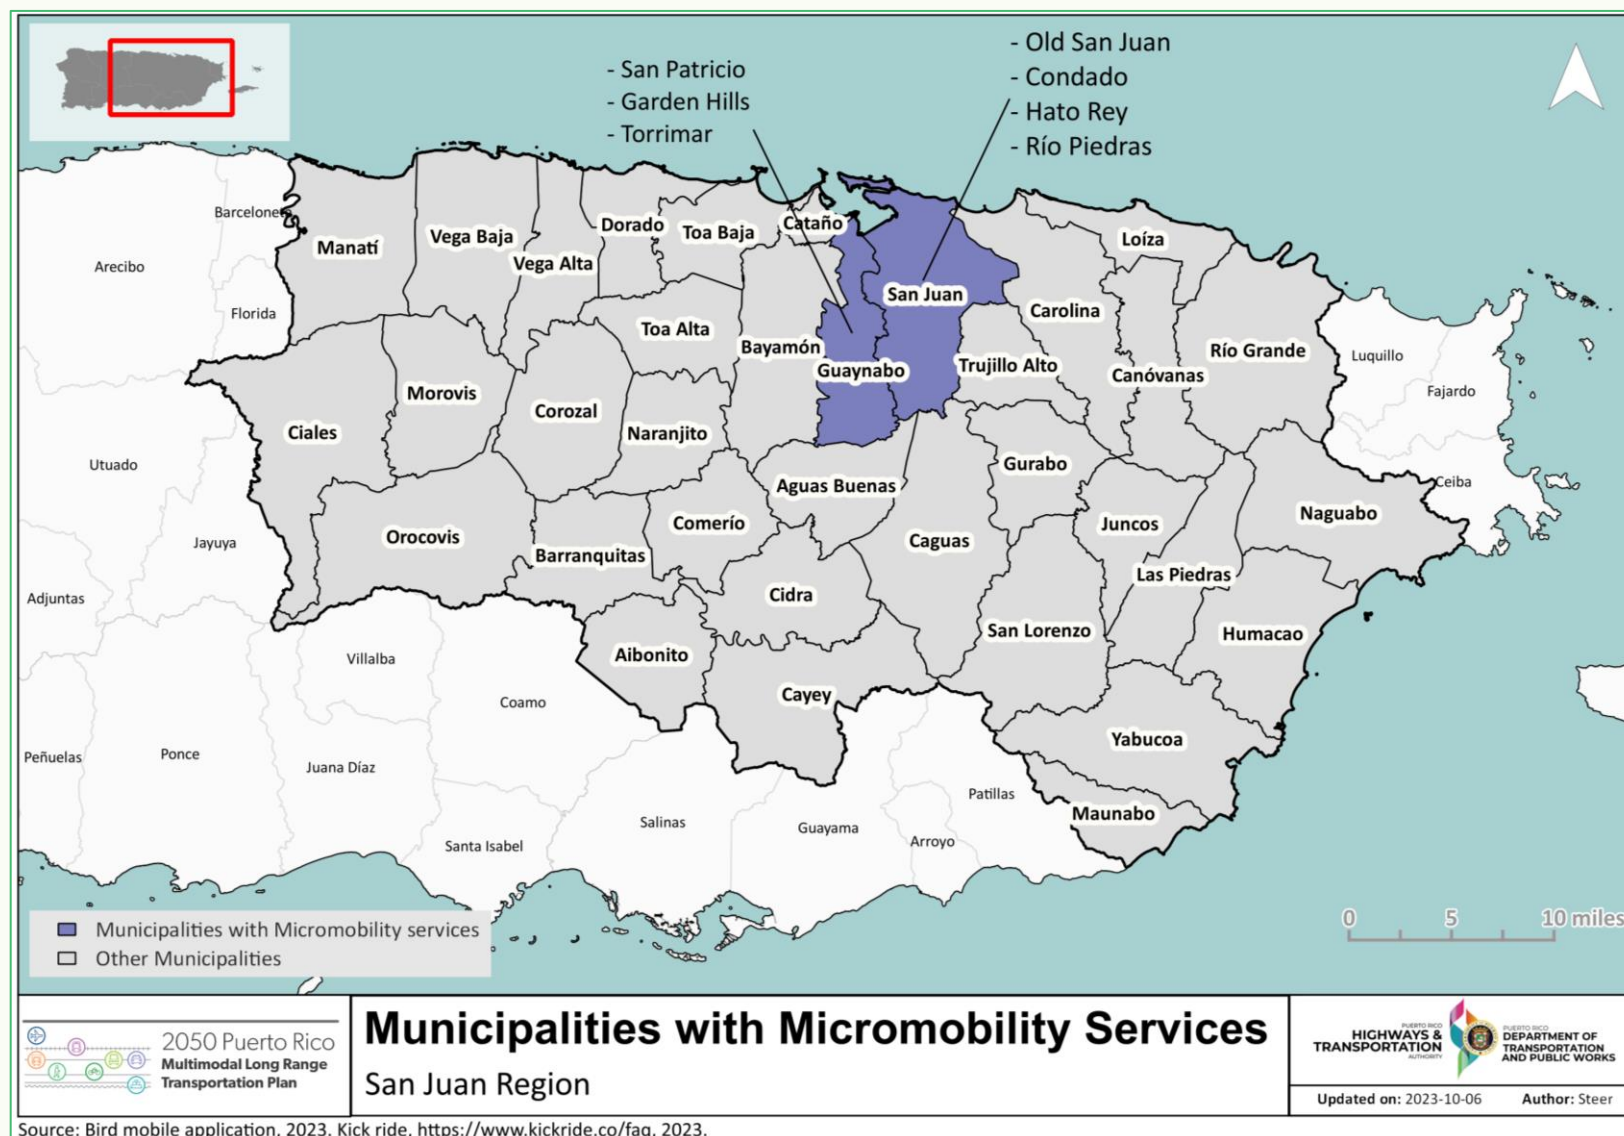 - San Patricio
- Garden Hills
- Torrimar
- Old San Juan
- Condado
- Hato Rey
- Río Piedras
Barceloneta
Arecibo
Florida
Manatí
Vega Baja
Vega Alta
Dorado
Toa Baja
Cataño
San Juan
Loíza
Carolina
Toa Alta
Bayamón
Guaynabo
Trujillo Alto
Canóvanas
Río Grande
Luquillo
Fajardo
Ceiba
Ciales
Morovis
Corozal
Naranjito
Aguas Buenas
Gurabo
Juncos
Naguabo
Utuado
Jayuya
Orocovis
Barranquitas
Comerío
Caguas
Las Piedras
Adjuntas
Cidra
San Lorenzo
Humacao
Villalba
Aibonito
Cayey
Coamo
Yabucoa
Peñuelas
Ponce
Juana Díaz
Patillas
Maunabo
Salinas
Guayama
Arroyo
Santa Isabel
Municipalities with Micromobility services
Other Municipalities
0 5 10 miles
2050 Puerto Rico
Multimodal Long Range
Transportation Plan
Municipalities with Micromobility Services
San Juan Region
PUERTO RICO
HIGHWAYS &
TRANSPORTATION
AUTHORITY
PUERTO RICO
DEPARTMENT OF
TRANSPORTATION
AND PUBLIC WORKS
Updated on: 2023-10-06 Author: Steer
Source: Bird mobile application, 2023. Kick ride, https://www.kickride.co/faq, 2023.